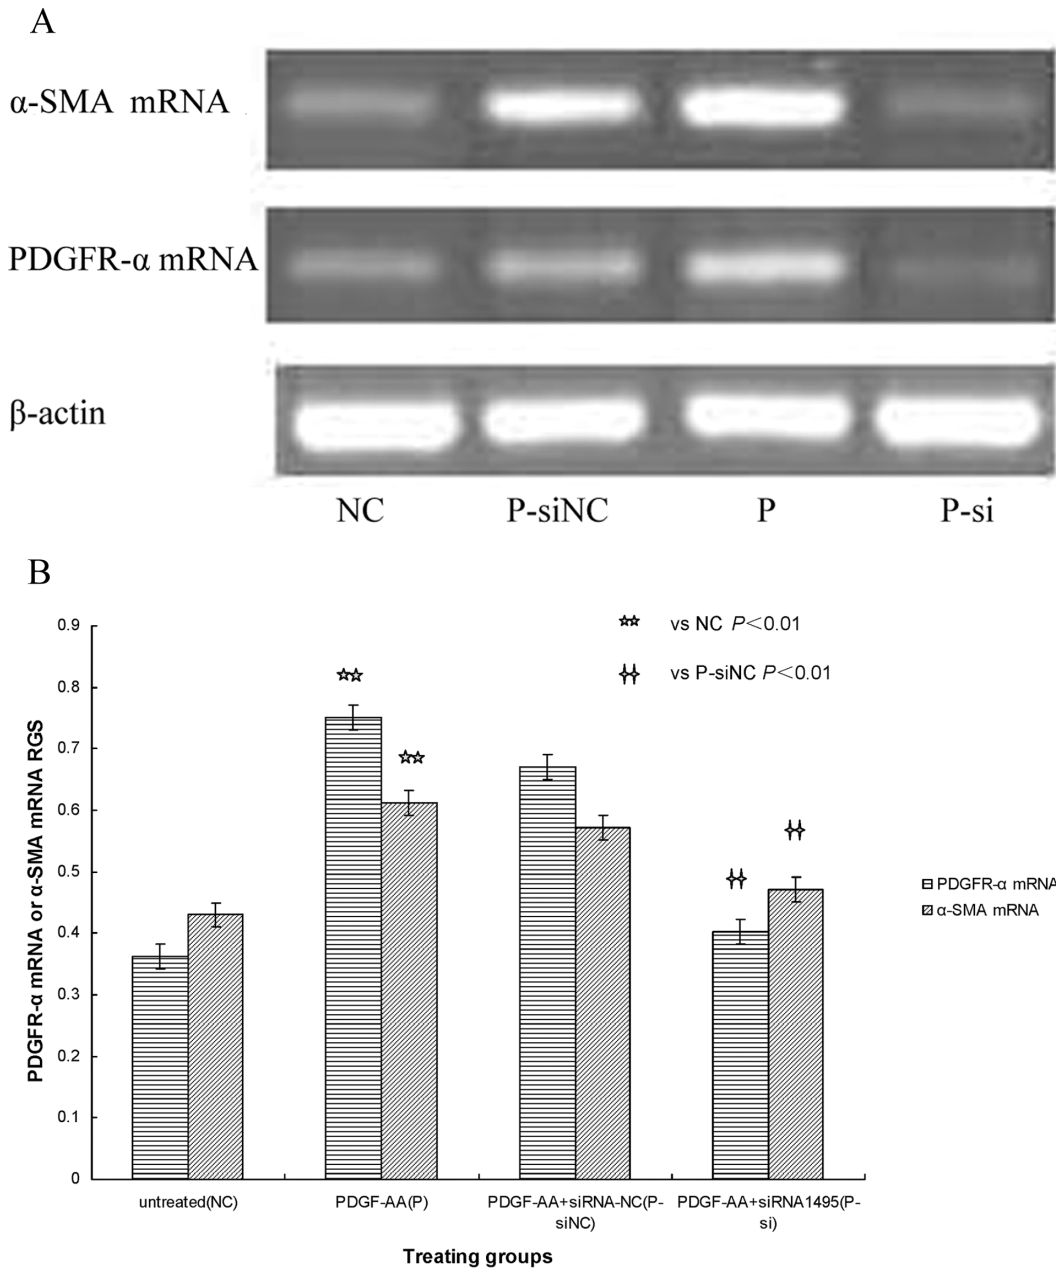 A
α-SMA mRNA
PDGFR-α mRNA
β-actin
NC P-siNC P P-si
B
☆☆ vs NC P<0.01
vs P-siNC P<0.01
0.9
0.8
0.7
0.6
0.5
0.4
0.3
0.2
0.1
0
PDGFR-α mRNA or α-SMA mRNA RGS
☆☆
☆☆
PDGFR-α mRNA
α-SMA mRNA
untreated(NC) PDGF-AA(P) PDGF-AA+siRNA-NC(P- PDGF-AA+siRNA1495(P-
siNC) si)
Treating groups